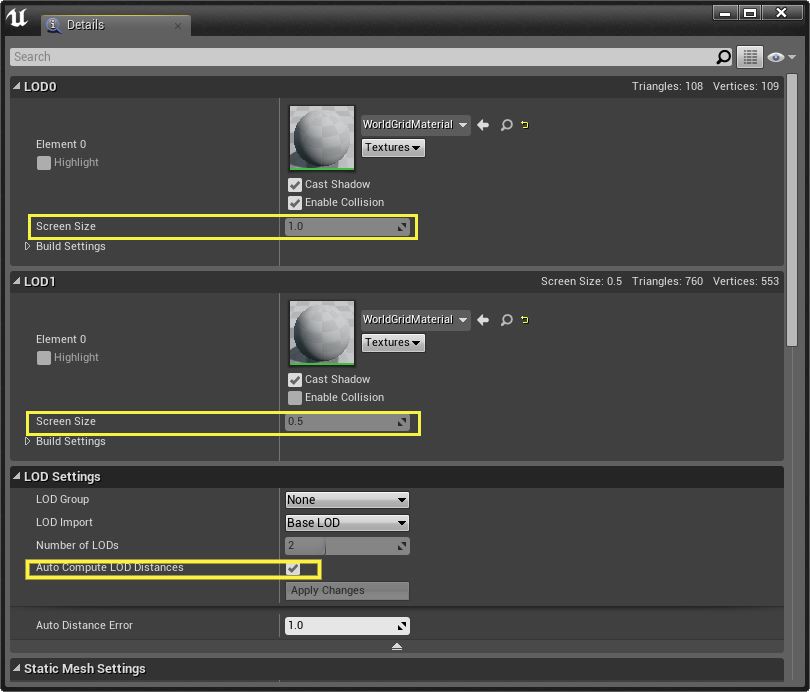 Details
Search
LOD0 Triangles: 108 Vertices: 109
WorldGridMaterial
Element 0
Textures
Highlight
Cast Shadow
Enable Collision
Screen Size 1.0
Build Settings
LOD1 Screen Size: 0.5 Triangles: 760 Vertices: 553
WorldGridMaterial
Element 0
Textures
Highlight
Cast Shadow
Enable Collision
Screen Size 0.5
Build Settings
LOD Settings
LOD Group None
LOD Import Base LOD
Number of LODs 2
Auto Compute LOD Distances
Apply Changes
Auto Distance Error 1.0
Static Mesh Settings